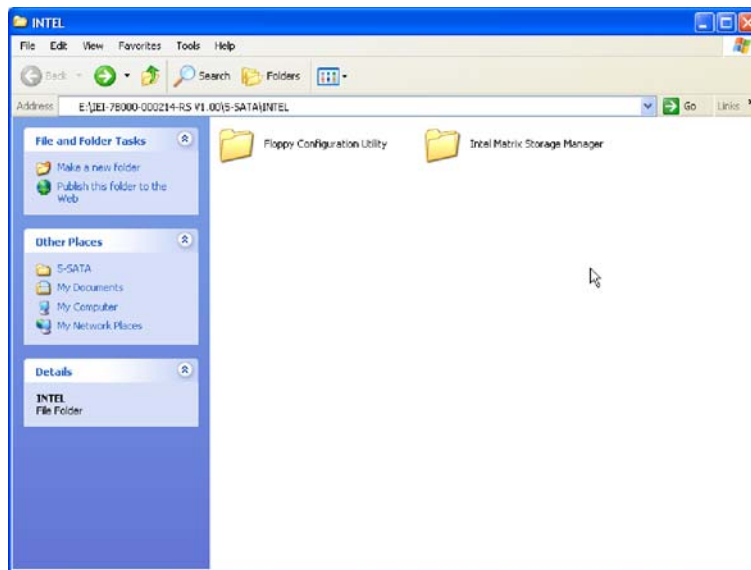 INTEL
File Edit View Favorites Tools Help
Back Search Folders
Address E:\IEI-7B000-000214-RS V1.00\5-SATA\INTEL Go Links
File and Folder Tasks
Make a new folder
Publish this folder to the
Web
Other Places
5-SATA
My Documents
My Computer
My Network Places
Details
INTEL
File Folder
Floppy Configuration Utility
Intel Matrix Storage Manager